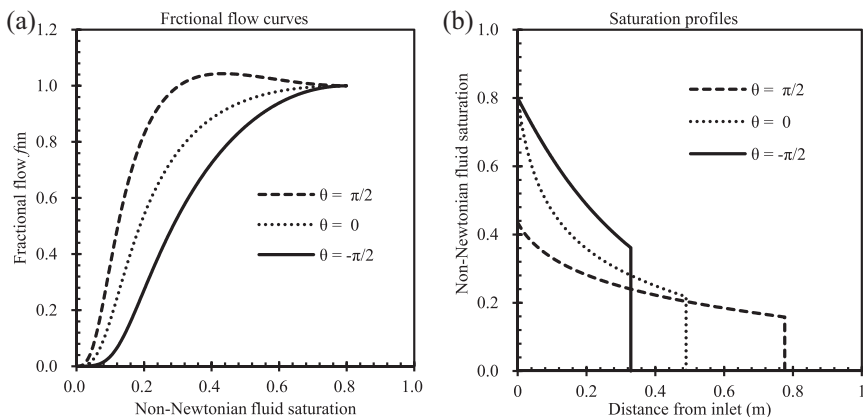 (a)
Frctional flow curves
1.2
1.0
0.8
0.6
0.4
0.2
0.0
Fractional flow fnn
θ = π/2
θ = 0
θ = -π/2
0.0 0.2 0.4 0.6 0.8 1.0
Non-Newtonian fluid saturation
(b)
Saturation profiles
1.0
0.8
0.6
0.4
0.2
0.0
Non-Newtonian fluid saturation
θ = π/2
θ = 0
θ = -π/2
0 0.2 0.4 0.6 0.8 1
Distance from inlet (m)